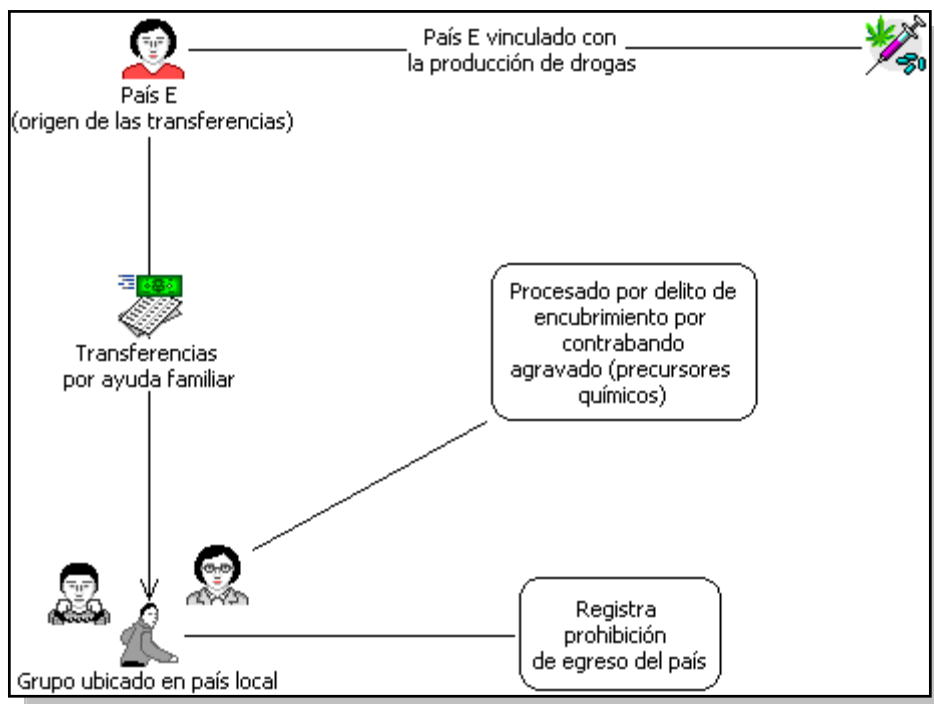 País E vinculado con
la producción de drogas
País E
(origen de las transferencias)
Transferencias
por ayuda familiar
Procesado por delito de
encubrimiento por
contrabando
agravado (precursores
químicos)
Registra
prohibición
de egreso del país
Grupo ubicado en país local